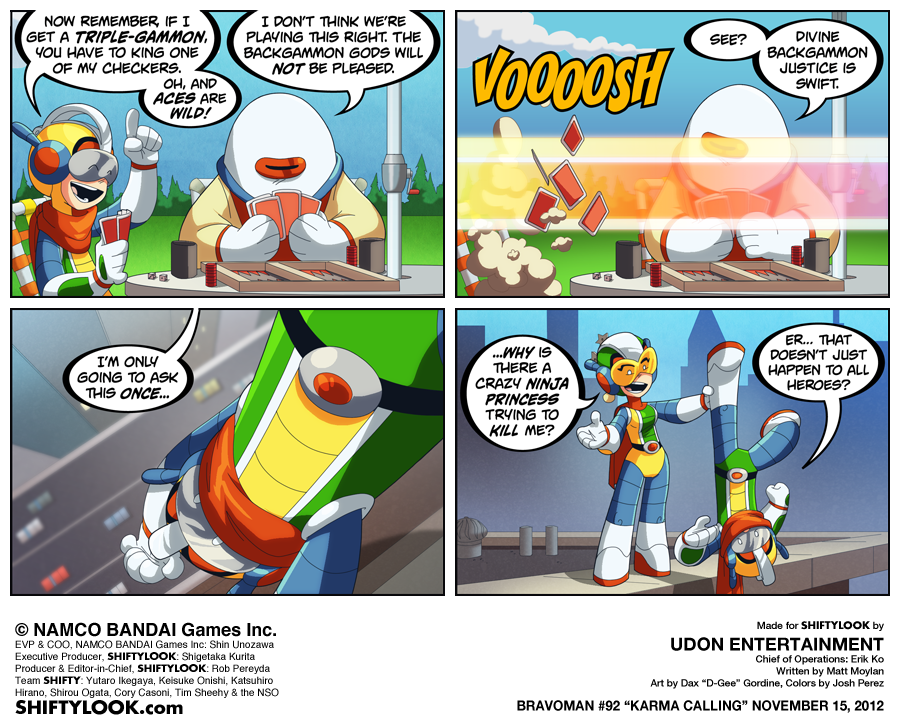 NOW REMEMBER, IF I
GET A TRIPLE-GAMMON,
YOU HAVE TO KING ONE
OF MY CHECKERS.
OH, AND
ACES ARE
WILD!
I DON'T THINK WE'RE
PLAYING THIS RIGHT. THE
BACKGAMMON GODS WILL
NOT BE PLEASED.
VOOOOSH
SEE?
DIVINE
BACKGAMMON
JUSTICE IS
SWIFT.
I'M ONLY
GOING TO ASK
THIS ONCE...
...WHY IS
THERE A
CRAZY NINJA
PRINCESS
TRYING TO
KILL ME?
ER... THAT
DOESN'T JUST
HAPPEN TO ALL
HEROES?
© NAMCO BANDAI Games Inc.
EVP & COO, NAMCO BANDAI Games Inc: Shin Unozawa
Executive Producer, SHIFTYLOOK: Shigetaka Kurita
Producer & Editor-in-Chief, SHIFTYLOOK: Rob Pereyda
Team SHIFTY: Yutaro Ikegaya, Keisuke Onishi, Katsuhiro
Hirano, Shirou Ogata, Cory Casoni, Tim Sheehy & the NSO
SHIFTYLOOK.com
Made for SHIFTYLOOK by
UDON ENTERTAINMENT
Chief of Operations: Erik Ko
Written by Matt Moylan
Art by Dax "D-Gee" Gordine, Colors by Josh Perez
BRAVOMAN #92 "KARMA CALLING" NOVEMBER 15, 2012